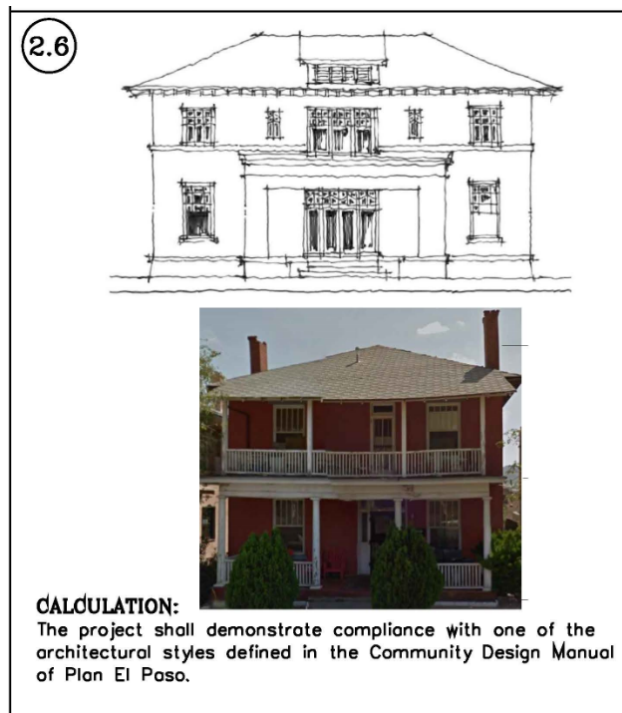 2.6
CALCULATION:
The project shall demonstrate compliance with one of the
architectural styles defined in the Community Design Manual
of Plan El Paso.